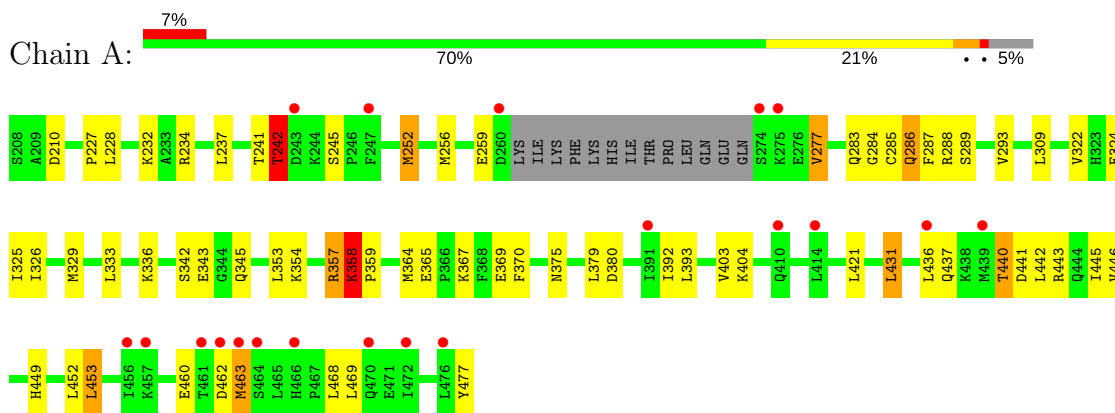 7%
Chain A:
70% 21% • • 5%
S208 A209 D210 P227 L228 K232 A233 R234 L237 T241 T242 D243 K244 S245 P246 F247 M252 M256 E259 D260 LYS ILE LYS PHE LYS HIS ILE THR PRO LEU GLN GLU GLN S274 K275 E276 V277 Q283 G284 C285 Q286 F287 R288 S289 V293 L309 V322 H323 E324
I325 I326 M329 L333 K336 S342 E343 G344 Q345 L353 K354 R357 K358 P359 M364 E365 P366 K367 F368 E369 F370 N375 L379 D380 I391 I392 L393 V403 K404 Q410 L414 L421 L431 L436 Q437 K438 M439 T440 D441 L442 R443 Q444 I445 V446
H449 L452 L453 I456 K457 E460 T461 D462 M463 S464 L465 H466 P467 L468 L469 Q470 E471 I472 L476 Y477